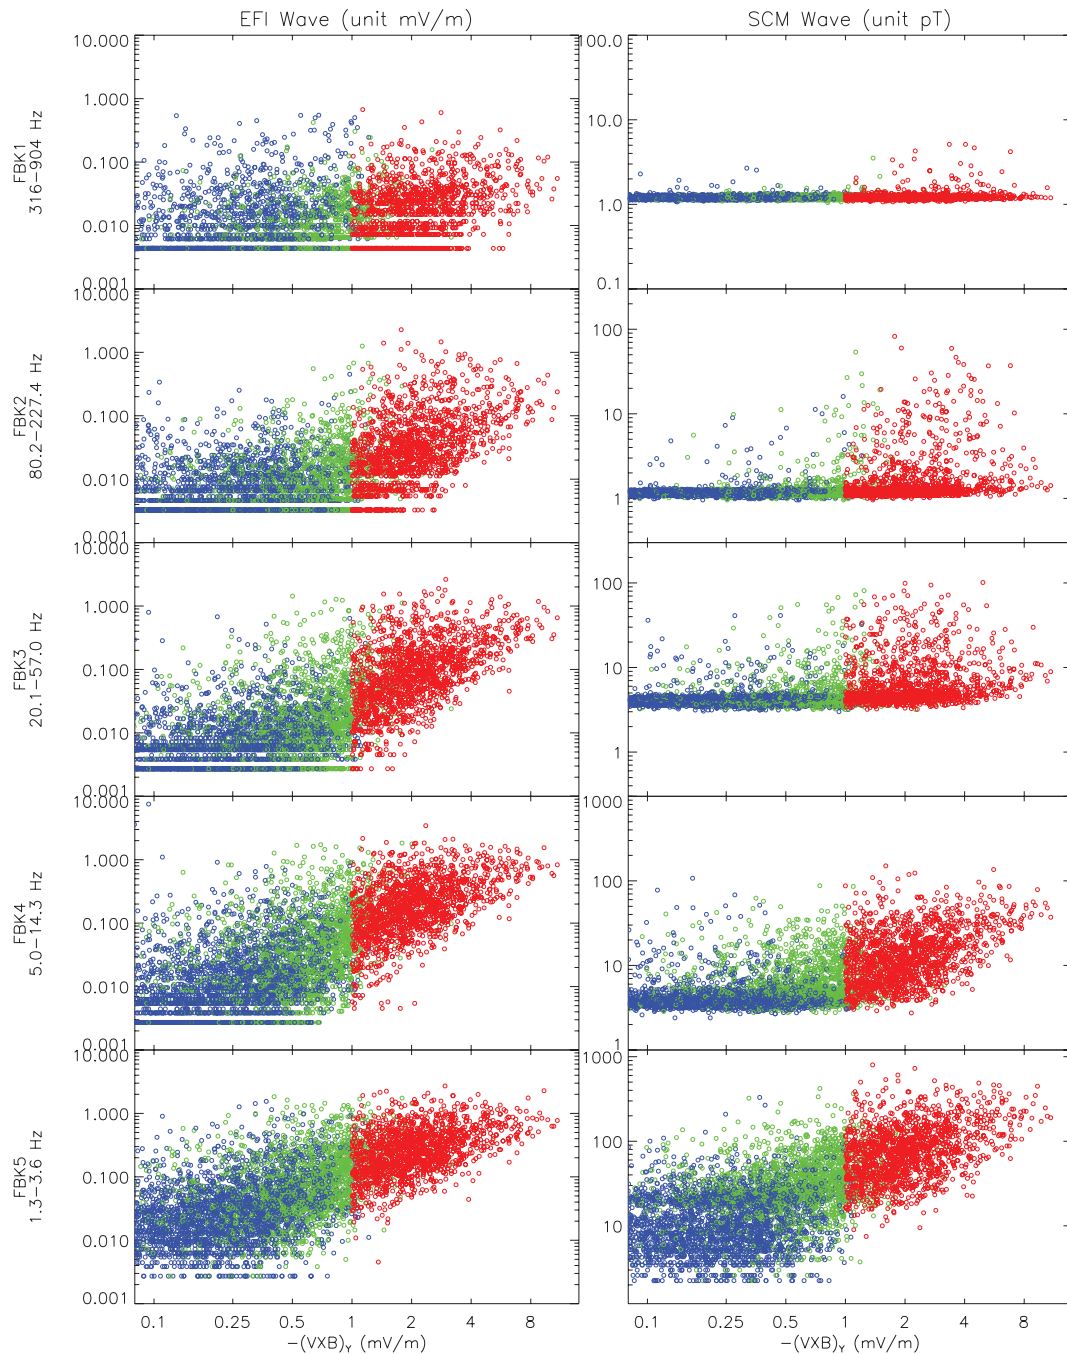 EFI Wave (unit mV/m)
SCM Wave (unit pT)
FBK1
316-904 Hz
10.000
1.000
0.100
0.010
0.001
100.0
10.0
1.0
0.1
FBK2
80.2-227.4 Hz
10.000
1.000
0.100
0.010
0.001
100
10
1
FBK3
20.1-57.0 Hz
10.000
1.000
0.100
0.010
0.001
100
10
1
FBK4
5.0-14.3 Hz
10.000
1.000
0.100
0.010
0.001
1000
100
10
1
FBK5
1.3-3.6 Hz
10.000
1.000
0.100
0.010
0.001
1000
100
10
0.1 0.25 0.5 1 2 4 8
0.1 0.25 0.5 1 2 4 8
-(VXB)Y (mV/m)
-(VXB)Y (mV/m)